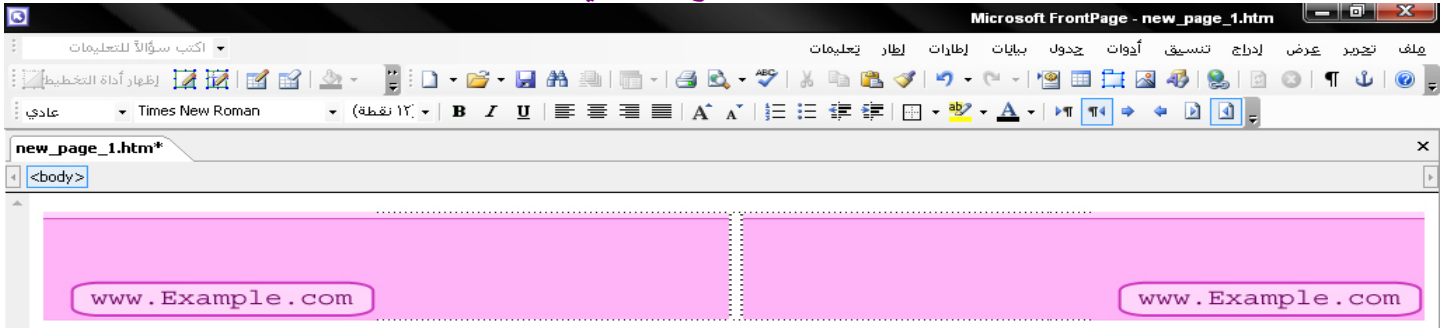 Microsoft FrontPage - new_page_1.htm
ملف تحرير عرض إدراج تنسيق أدوات جدول بيانات إطارات إطار تعليمات
اكتب سؤالاً للتعليمات
إظهار أداة التخطيط
عادي Times New Roman (١٢ نقطة) B I U
new_page_1.htm*
<body>
www.Example.com www.Example.com